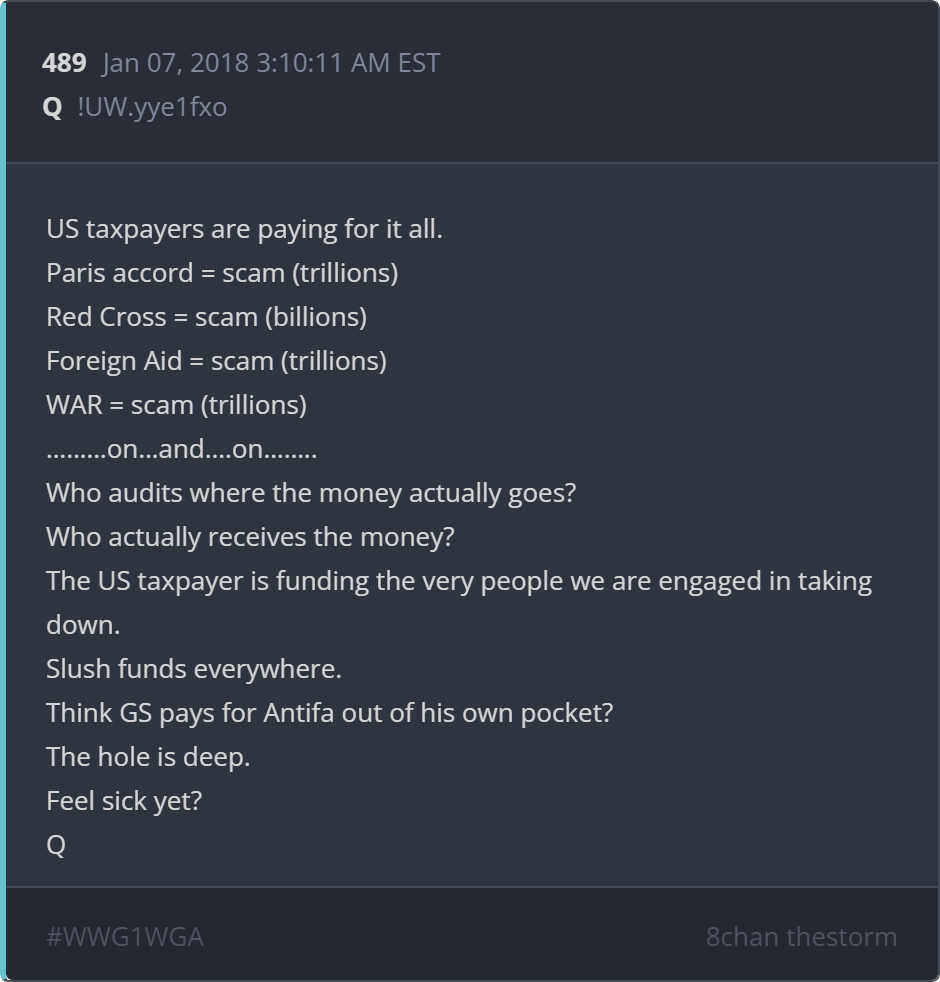 489 Jan 07, 2018 3:10:11 AM EST
Q !UW.yye1fxo
US taxpayers are paying for it all.
Paris accord = scam (trillions)
Red Cross = scam (billions)
Foreign Aid = scam (trillions)
WAR = scam (trillions)
.........on...and....on........
Who audits where the money actually goes?
Who actually receives the money?
The US taxpayer is funding the very people we are engaged in taking
down.
Slush funds everywhere.
Think GS pays for Antifa out of his own pocket?
The hole is deep.
Feel sick yet?
Q
#WWG1WGA 8chan thestorm